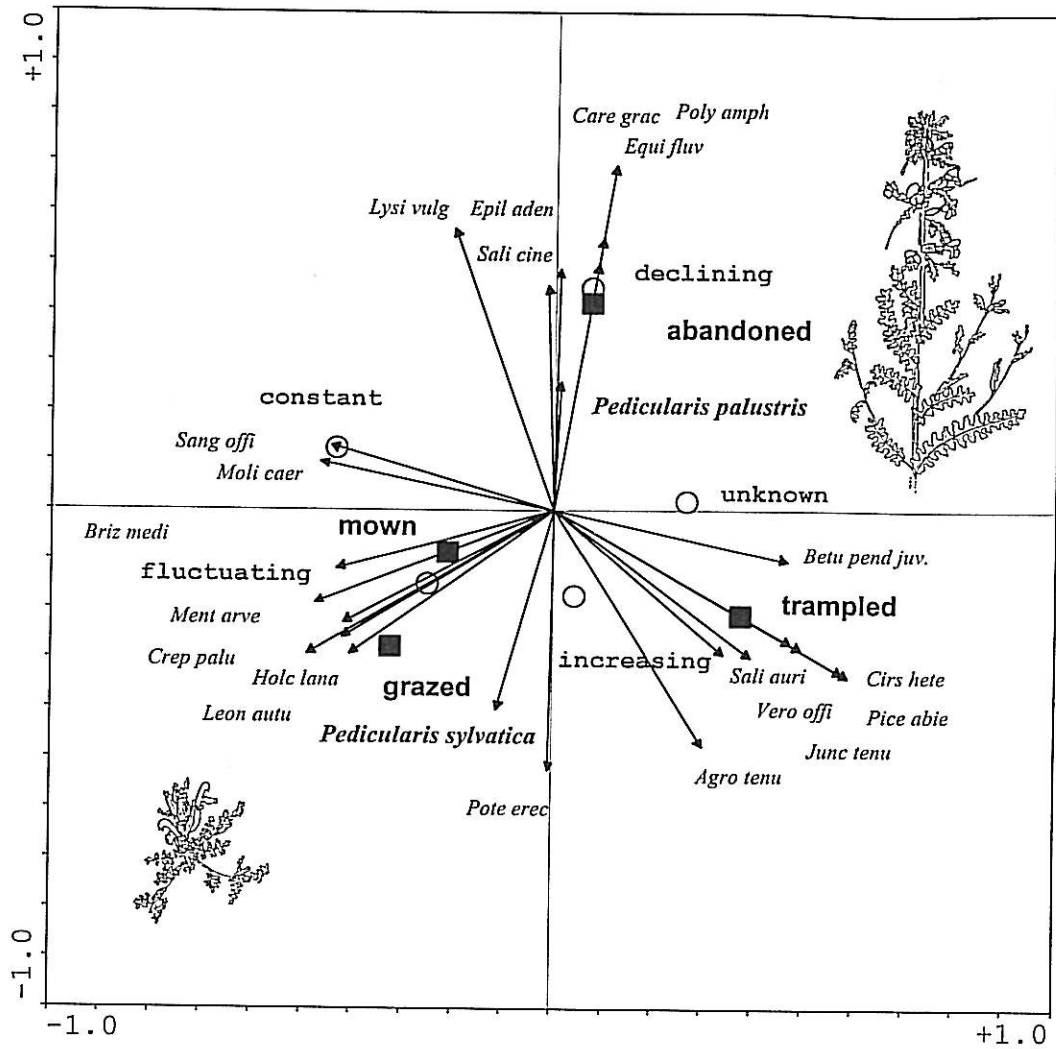 +1.0
Care grac Poly amph
Equi fluv
Lysi vulg Epil aden
Sali cine
declining
abandoned
constant
Pedicularis palustris
Sang offi
Moli caer
unknown
mown
Briz medi
Betu pend juv.
fluctuating
trampled
Ment arve
Crep palu
increasing
Holc lana
Sali auri
Cirs hete
grazed
Leon autu
Vero offi
Pice abie
Pedicularis sylvatica
Junc tenu
Agro tenu
Pote erec
-1.0
-1.0
+1.0